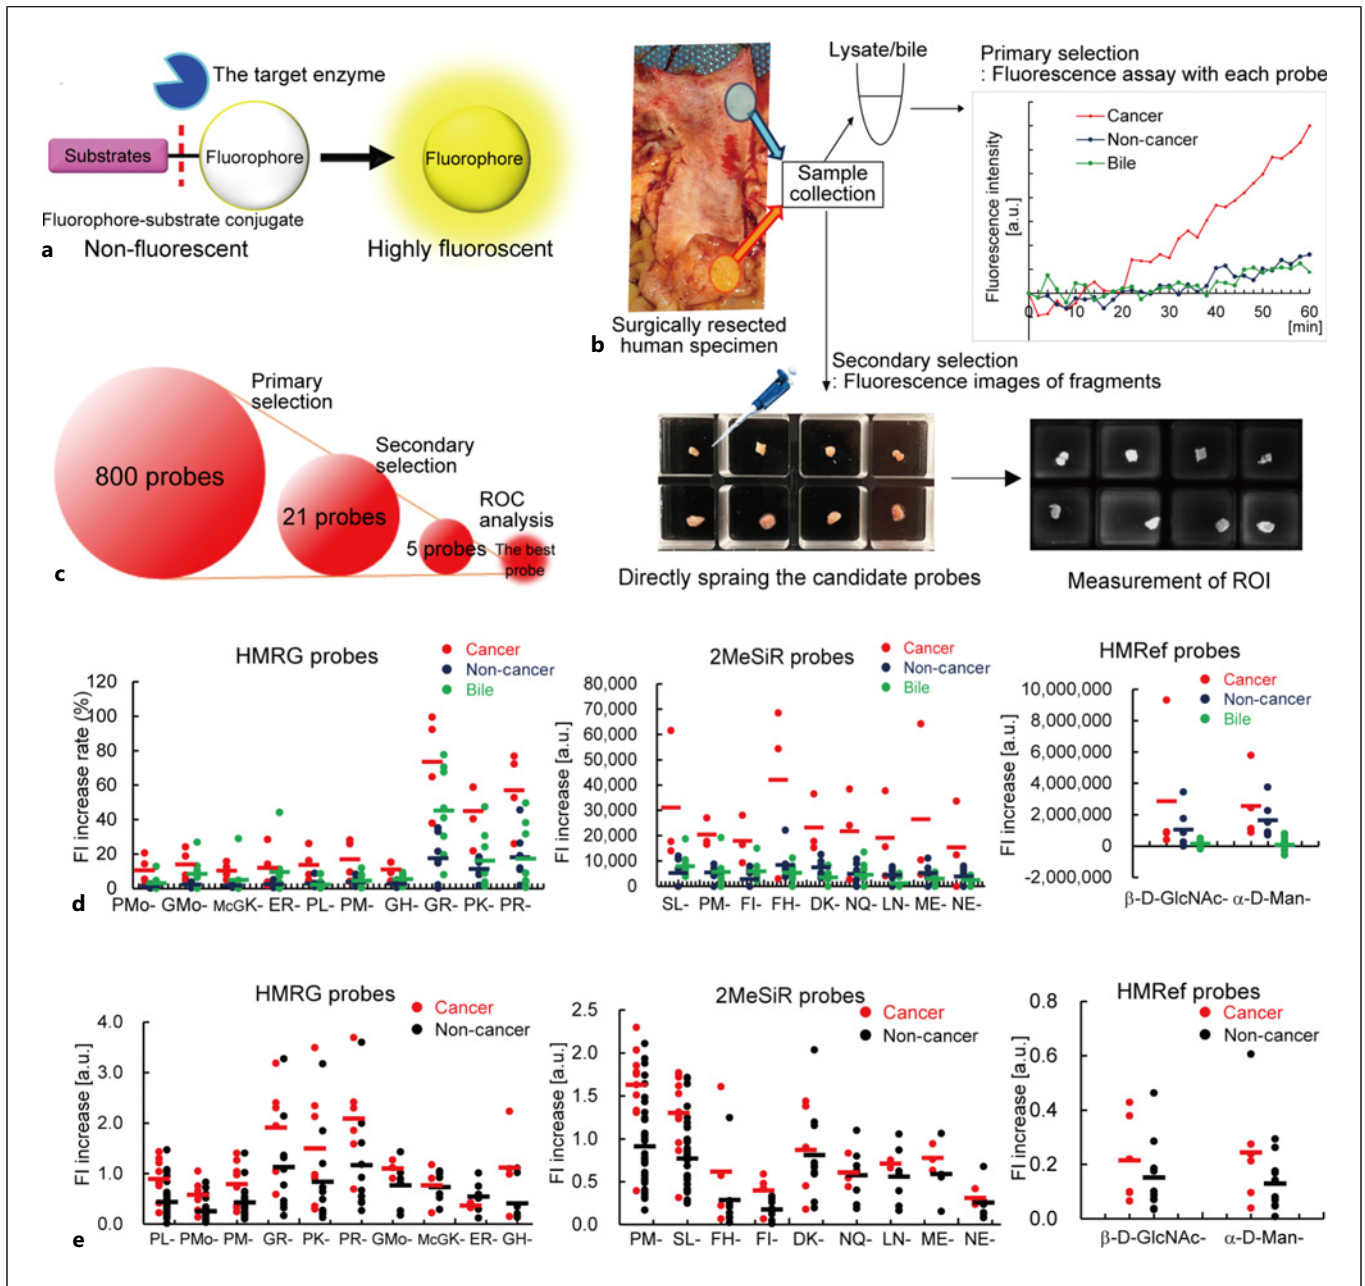 The target enzyme
Substrates
Fluorophore
Fluorophore
Fluorophore-substrate conjugate
Non-fluorescent
Highly fluoroscent
a
Lysate/bile
Sample
collection
Surgically resected
human specimen
b
Primary selection
: Fluorescence assay with each probe
Cancer
Non-cancer
Bile
Fluorescence intensity
[a.u.]
0 10 20 30 40 50 60
[min]
Secondary selection
: Fluorescence images of fragments
Directly spraing the candidate probes
Measurement of ROI
Primary
selection
Secondary
selection
ROC
analysis
800 probes
21 probes
5 probes
The best
probe
c
HMRG probes
Cancer
Non-cancer
Bile
FI increase rate (%)
120
100
80
60
40
20
0
PMo- GMo- McGK- ER- PL- PM- GH- GR- PK- PR-
d
2MeSiR probes
Cancer
Non-cancer
Bile
FI increase [a.u.]
80,000
70,000
60,000
50,000
40,000
30,000
20,000
10,000
0
SL- PM- FI- FH- DK- NQ- LN- ME- NE-
HMRef probes
Cancer
Non-cancer
Bile
FI increase [a.u.]
10,000,000
8,000,000
6,000,000
4,000,000
2,000,000
0
-2,000,000
β-D-GlcNAc- α-D-Man-
HMRG probes
Cancer
Non-cancer
FI increase [a.u.]
4.0
3.0
2.0
1.0
0.0
PL- PMo- PM- GR- PK- PR- GMo- McGK- ER- GH-
e
2MeSiR probes
Cancer
Non-cancer
FI increase [a.u.]
2.5
2.0
1.5
1.0
0.5
0.0
PM- SL- FH- FI- DK- NQ- LN- ME- NE-
HMRef probes
Cancer
Non-cancer
FI increase [a.u.]
0.8
0.6
0.4
0.2
0.0
β-D-GlcNAc- α-D-Man-